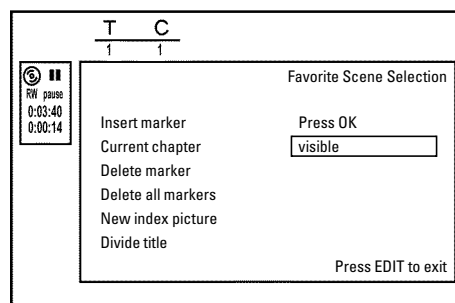 T C
1 1
RW pause
0:03:40
0:00:14
Favorite Scene Selection
Insert marker Press OK
Current chapter visible
Delete marker
Delete all markers
New index picture
Divide title
Press EDIT to exit